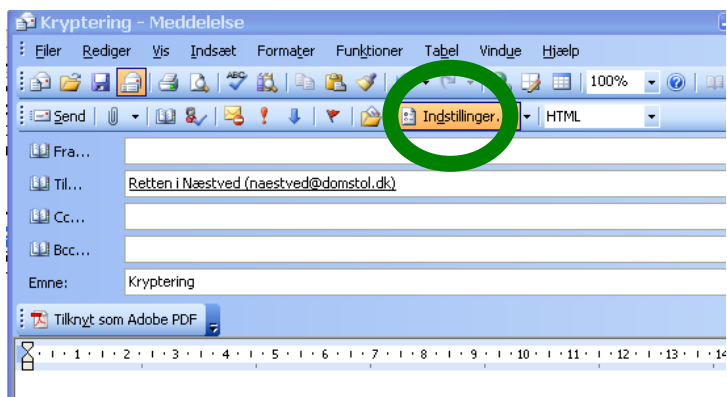 Kryptering - Meddelelse
Filer Rediger Vis Indsæt Formater Funktioner Tabel Vindue Hjælp
ABC 100%
Send Indstillinger... HTML
Fra...
Til... Retten i Næstved (naestved@domstol.dk)
Cc...
Bcc...
Emne: Kryptering
Tilknyt som Adobe PDF
1 2 3 4 5 6 7 8 9 10 11 12 13 14